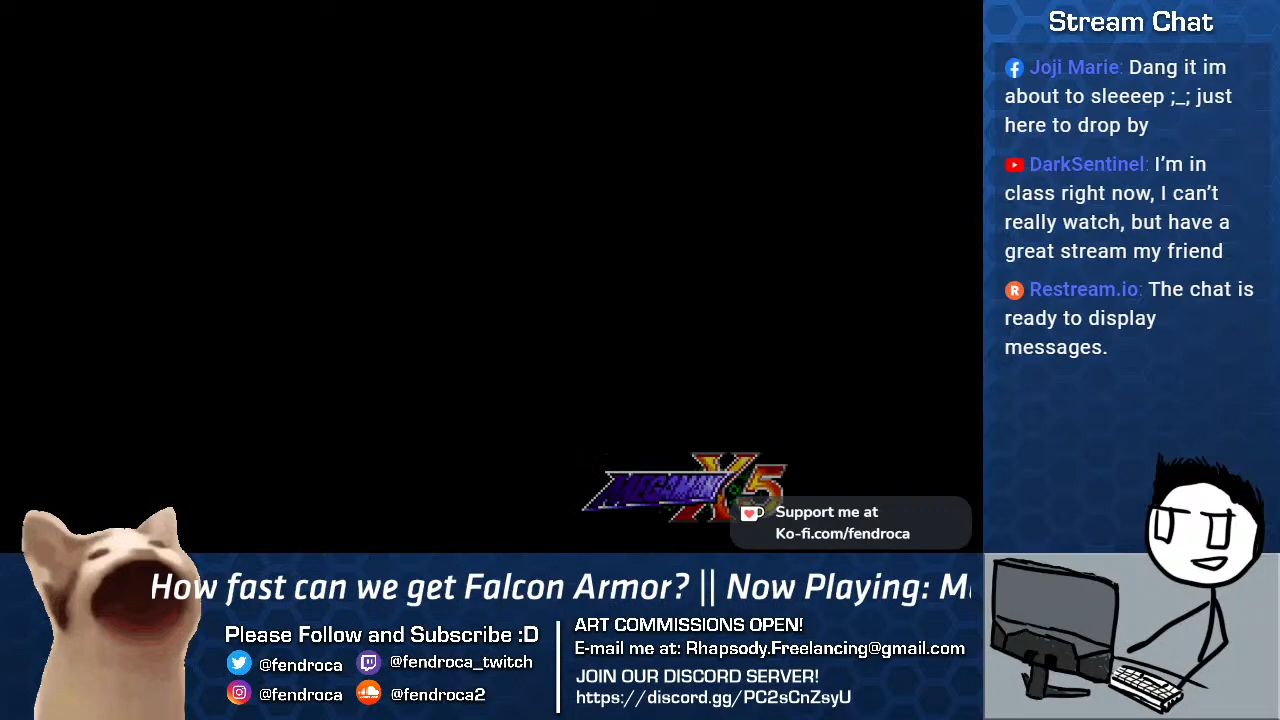 Stream Chat
Joji Marie: Dang it im
about to sleeeep ;_; just
here to drop by
DarkSentinel: I'm in
class right now, I can't
really watch, but have a
great stream my friend
R Restream.io: The chat is
ready to display
messages.
MEGAMAN X5
Support me at
Ko-fi.com/fendroca
How fast can we get Falcon Armor? || Now Playing: M
Please Follow and Subscribe :D
@fendroca @fendroca_twitch
@fendroca @fendroca2
ART COMMISSIONS OPEN!
E-mail me at: Rhapsody.Freelancing@gmail.com
JOIN OUR DISCORD SERVER!
https://discord.gg/PC2sCnZsyU